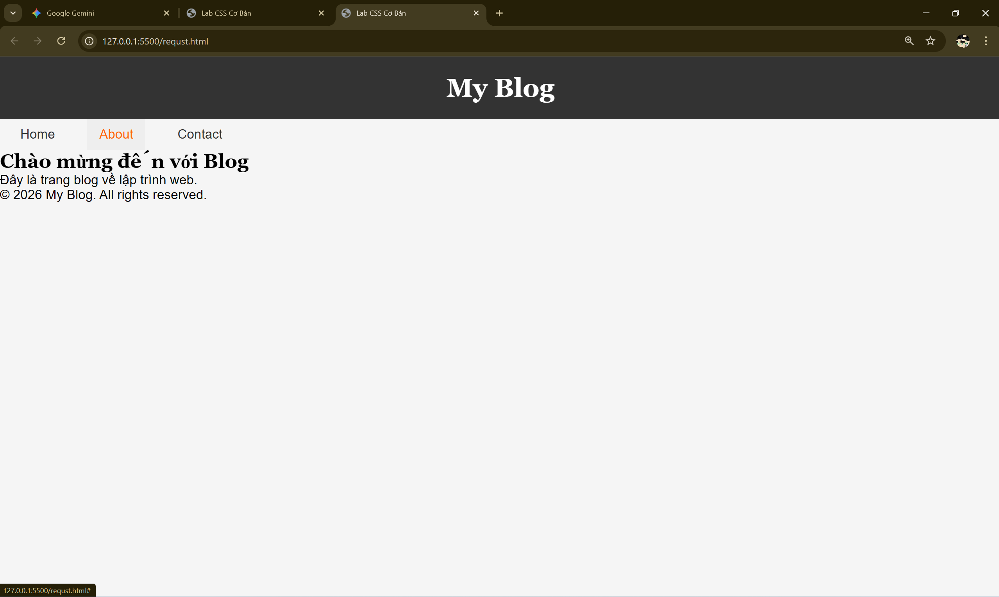 Google Gemini
Lab CSS Cơ Bản
Lab CSS Cơ Bản
127.0.0.1:5500/requst.html
My Blog
Home About Contact
Chào mừng đến với Blog
Đây là trang blog về lập trình web.
© 2026 My Blog. All rights reserved.
127.0.0.1:5500/requst.html#